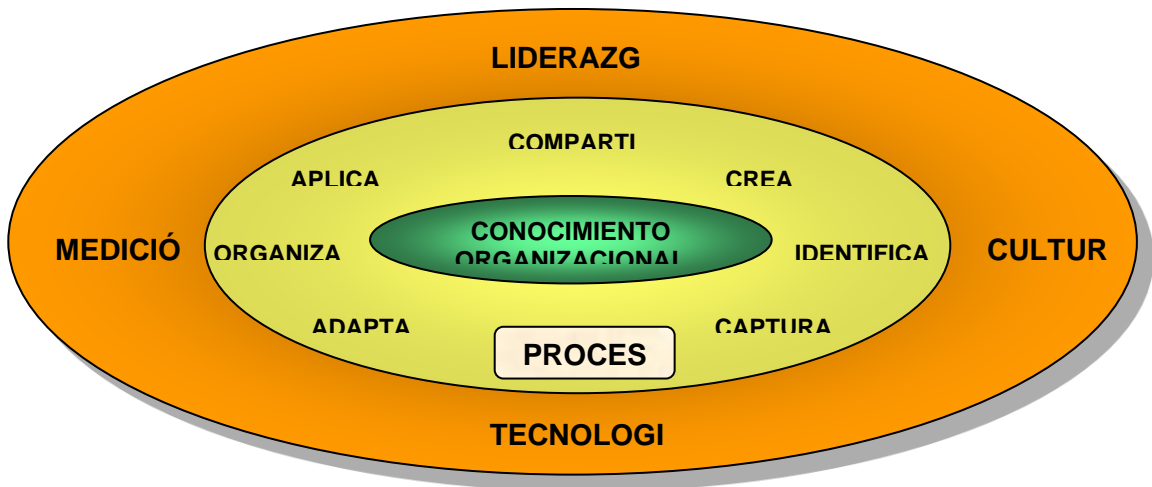 LIDERAZG
COMPARTI
APLICA
CREA
CONOCIMIENTO
ORGANIZACIONAL
MEDICIÓ
ORGANIZA
IDENTIFICA
CULTUR
ADAPTA
CAPTURA
PROCES
TECNOLOGI